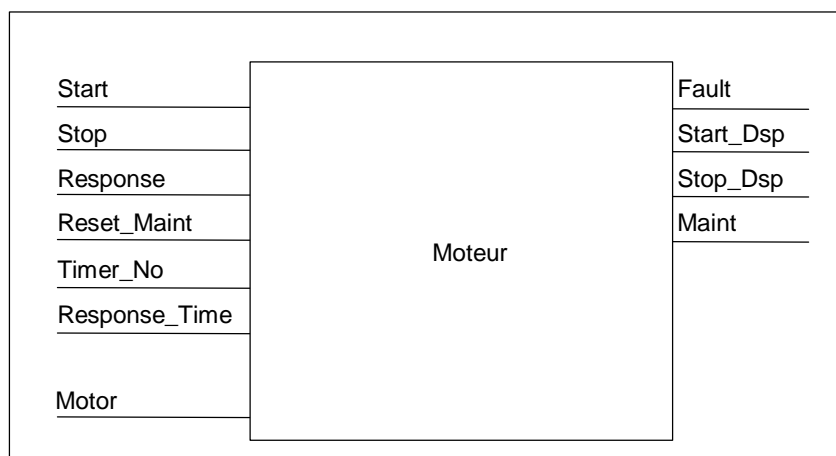 Start
Stop
Response
Reset_Maint
Timer_No
Response_Time
Motor
Moteur
Fault
Start_Dsp
Stop_Dsp
Maint